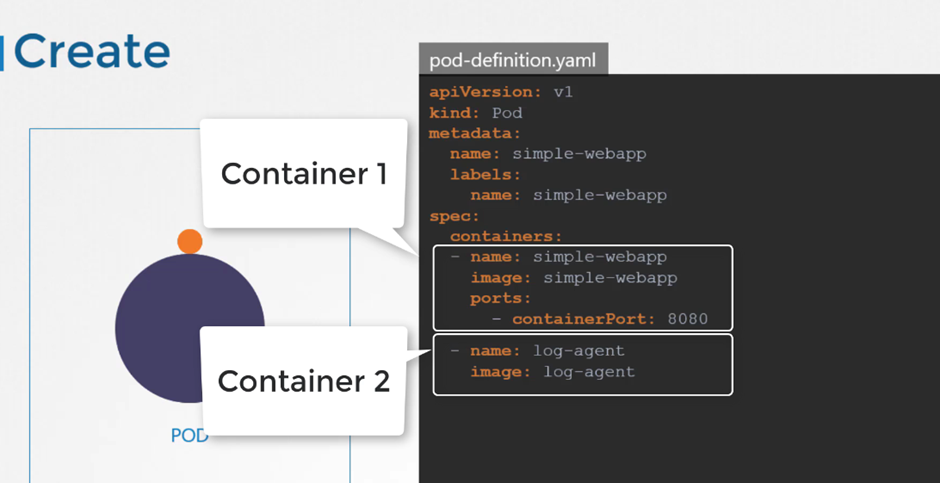 Create
pod-definition.yaml
apiVersion: v1
kind: Pod
metadata:
  name: simple-webapp
  labels:
    name: simple-webapp
spec:
  containers:
  - name: simple-webapp
    image: simple-webapp
    ports:
      - containerPort: 8080
  - name: log-agent
    image: log-agent
Container 1
Container 2
POD